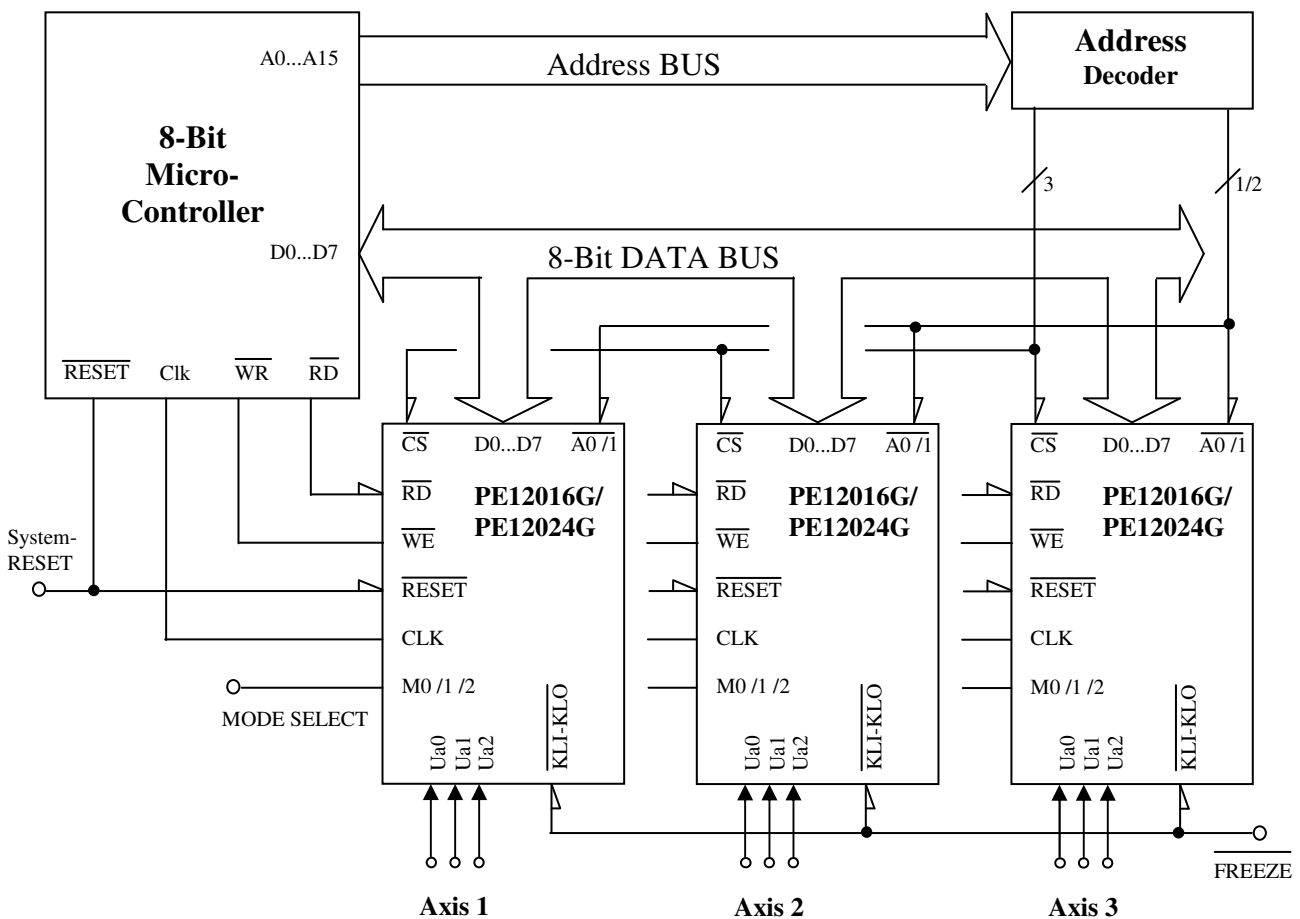 A0...A15
Address BUS
Address
Decoder
8-Bit
Micro-
Controller
3
1/2
D0...D7
8-Bit DATA BUS
RESET Clk WR RD
CS D0...D7 A0 /1
RD
PE12016G/
PE12024G
WE
RESET
CLK
M0 /1 /2
Ua0
Ua1
Ua2
KLI-KLO
CS D0...D7 A0 /1
RD
PE12016G/
PE12024G
WE
RESET
CLK
M0 /1 /2
Ua0
Ua1
Ua2
KLI-KLO
CS D0...D7 A0 /1
RD
PE12016G/
PE12024G
WE
RESET
CLK
M0 /1 /2
Ua0
Ua1
Ua2
KLI-KLO
System-
RESET
MODE SELECT
FREEZE
Axis 1
Axis 2
Axis 3